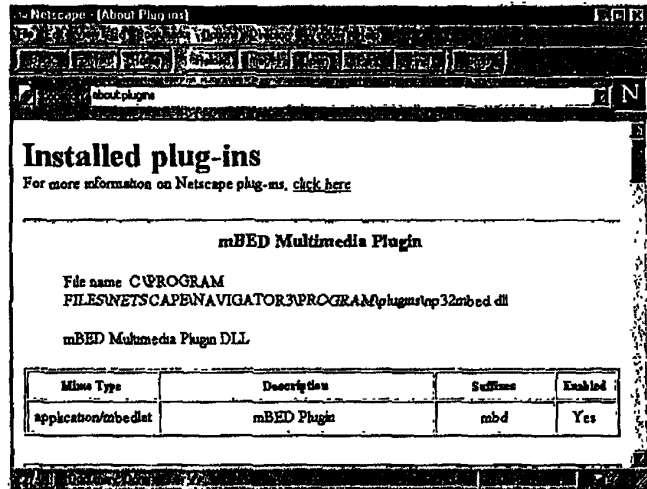 Netscape - [About Plug-ins]
about:plugins
N
Installed plug-ins
For more information on Netscape plug-ins, click here
mBED Multimedia Plugin
File name C:\PROGRAM
FILES\NETSCAPE\NAVIGATOR3\PROGRAM\plugins\np32mbed.dll
mBED Multimedia Plugin DLL
Mime Type Description Suffixes Enabled
application/mbedlet mBED Plugin mbd Yes